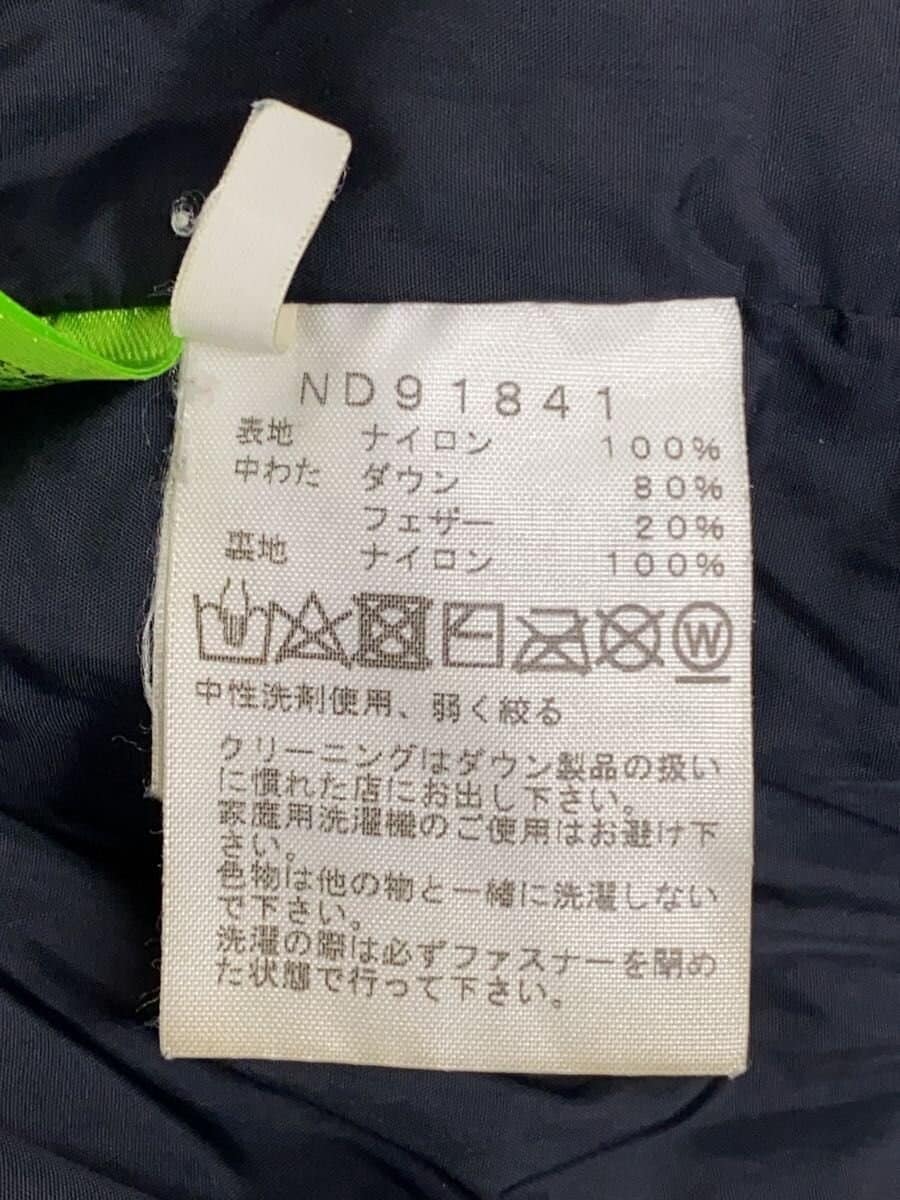 ND91841
表地 ナイロン 100%
中わた ダウン 80%
フェザー 20%
裏地 ナイロン 100%
W
中性洗剤使用、弱く絞る
クリーニングはダウン製品の扱い
に慣れた店にお出し下さい。
家庭用洗濯機のご使用はお避け下
さい。
色物は他の物と一緒に洗濯しない
で下さい。
洗濯の際は必ずファスナーを閉め
た状態で行って下さい。